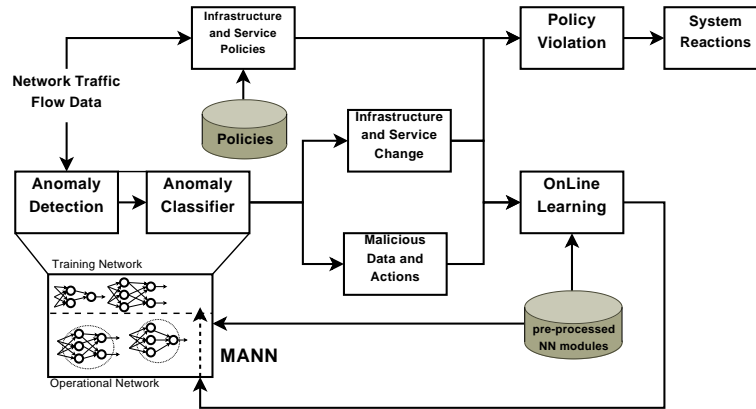 Infrastructure
and Service
Policies
Policy
Violation
System
Reactions
Network Traffic
Flow Data
Policies
Infrastructure
and Service
Change
Anomaly
Detection
Anomaly
Classifier
OnLine
Learning
Malicious
Data and
Actions
Training Network
pre-processed
NN modules
MANN
Operational Network